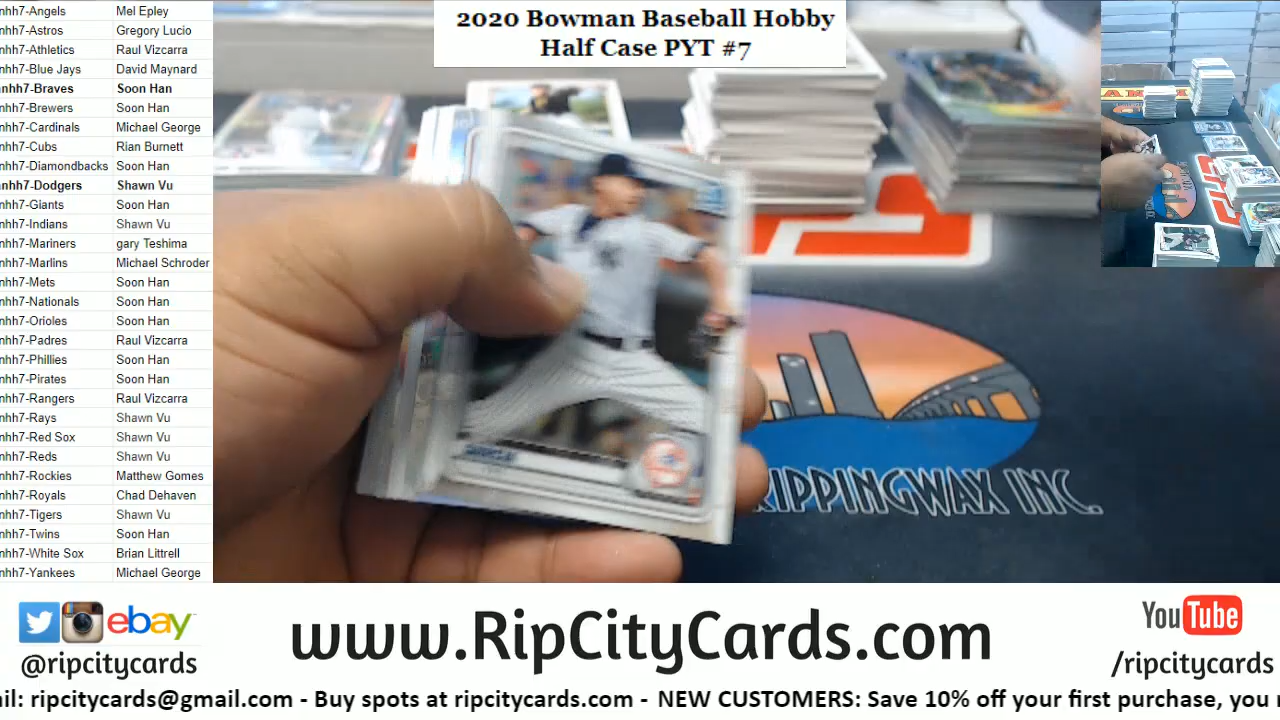 2020 Bowman Baseball Hobby
Half Case PYT #7
nhh7-Angels Mel Epley
nhh7-Astros Gregory Lucio
nhh7-Athletics Raul Vizcarra
nhh7-Blue Jays David Maynard
nhh7-Braves Soon Han
nhh7-Brewers Soon Han
nhh7-Cardinals Michael George
nhh7-Cubs Rian Burnett
nhh7-Diamondbacks Soon Han
nhh7-Dodgers Shawn Vu
nhh7-Giants Soon Han
nhh7-Indians Shawn Vu
nhh7-Mariners gary Teshima
nhh7-Marlins Michael Schroder
nhh7-Mets Soon Han
nhh7-Nationals Soon Han
nhh7-Orioles Soon Han
nhh7-Padres Raul Vizcarra
nhh7-Phillies Soon Han
nhh7-Pirates Soon Han
nhh7-Rangers Raul Vizcarra
nhh7-Rays Shawn Vu
nhh7-Red Sox Shawn Vu
nhh7-Reds Shawn Vu
nhh7-Rockies Matthew Gomes
nhh7-Royals Chad Dehaven
nhh7-Tigers Shawn Vu
nhh7-Twins Soon Han
nhh7-White Sox Brian Littrell
nhh7-Yankees Michael George
RIPPINGWAX INC.
ebay
@ripcitycards
www.RipCityCards.com
YouTube
/ripcitycards
ail: ripcitycards@gmail.com - Buy spots at ripcitycards.com - NEW CUSTOMERS: Save 10% off your first purchase, you